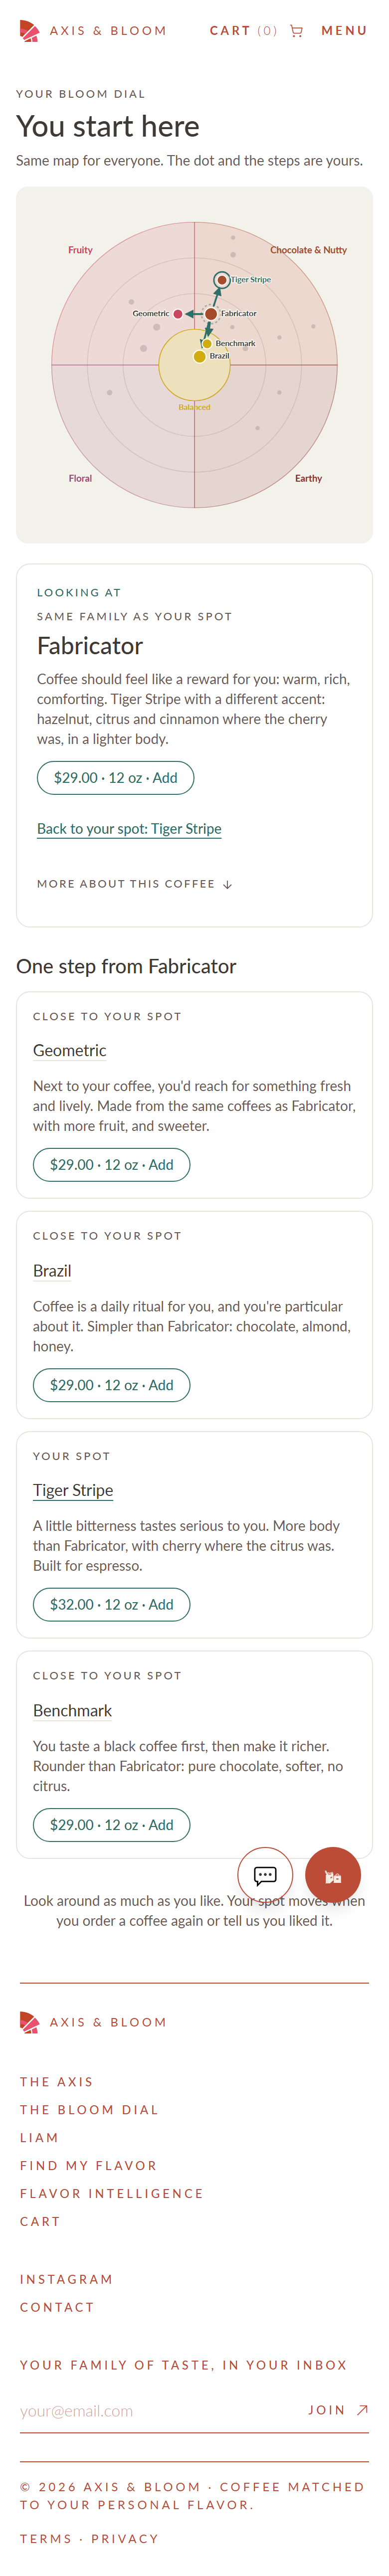 AXIS & BLOOM
CART (0)
MENU
YOUR BLOOM DIAL
You start here
Same map for everyone. The dot and the steps are yours.
Fruity
Chocolate & Nutty
Tiger Stripe
Geometric
Fabricator
Benchmark
Brazil
Balanced
Floral
Earthy
LOOKING AT
SAME FAMILY AS YOUR SPOT
Fabricator
Coffee should feel like a reward for you: warm, rich,
comforting. Tiger Stripe with a different accent:
hazelnut, citrus and cinnamon where the cherry
was, in a lighter body.
$29.00 · 12 oz · Add
Back to your spot: Tiger Stripe
MORE ABOUT THIS COFFEE ↓
One step from Fabricator
CLOSE TO YOUR SPOT
Geometric
Next to your coffee, you'd reach for something fresh
and lively. Made from the same coffees as Fabricator,
with more fruit, and sweeter.
$29.00 · 12 oz · Add
CLOSE TO YOUR SPOT
Brazil
Coffee is a daily ritual for you, and you're particular
about it. Simpler than Fabricator: chocolate, almond,
honey.
$29.00 · 12 oz · Add
YOUR SPOT
Tiger Stripe
A little bitterness tastes serious to you. More body
than Fabricator, with cherry where the citrus was.
Built for espresso.
$32.00 · 12 oz · Add
CLOSE TO YOUR SPOT
Benchmark
You taste a black coffee first, then make it richer.
Rounder than Fabricator: pure chocolate, softer, no
citrus.
$29.00 · 12 oz · Add
Look around as much as you like. Your spot moves when
you order a coffee again or tell us you liked it.
AXIS & BLOOM
THE AXIS
THE BLOOM DIAL
LIAM
FIND MY FLAVOR
FLAVOR INTELLIGENCE
CART
INSTAGRAM
CONTACT
YOUR FAMILY OF TASTE, IN YOUR INBOX
your@email.com
JOIN ↗
© 2026 AXIS & BLOOM · COFFEE MATCHED
TO YOUR PERSONAL FLAVOR.
TERMS · PRIVACY